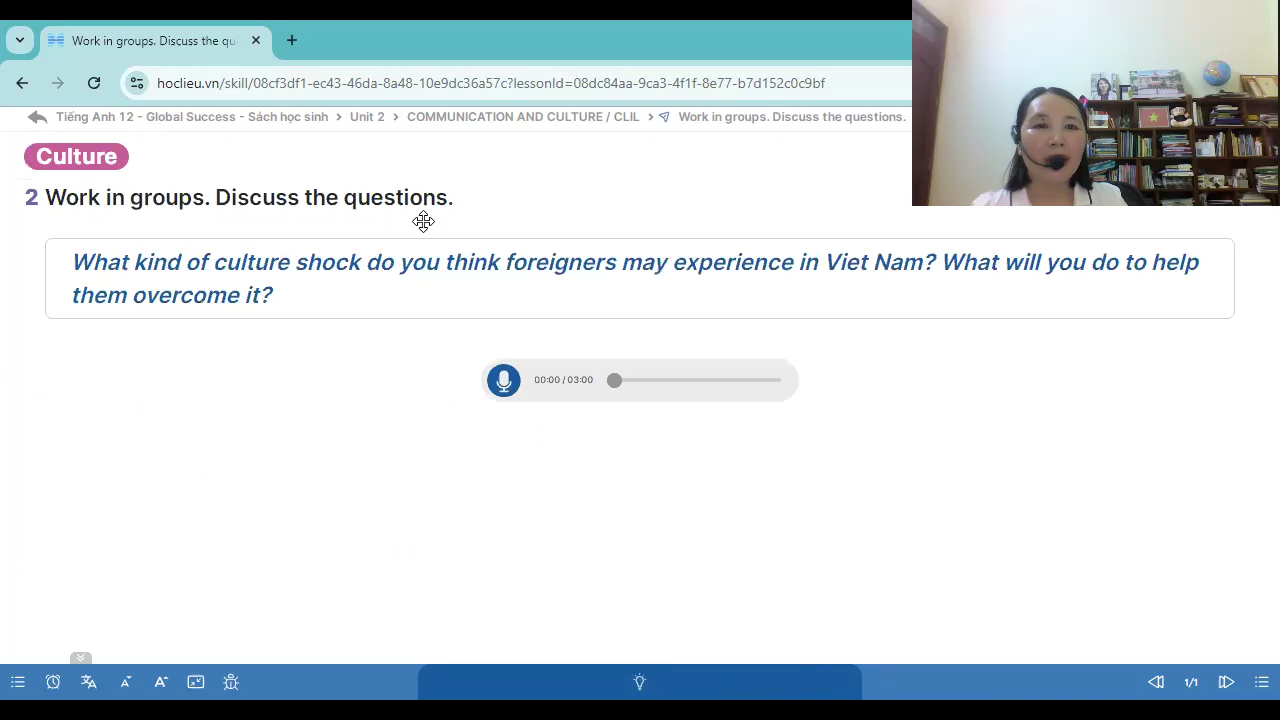 Work in groups. Discuss the qu
hoclieu.vn/skill/08cf3df1-ec43-46da-8a48-10e9dc36a57c?lessonId=08dc84aa-9ca3-4f1f-8e77-b7d152c0c9bf
Tiếng Anh 12 - Global Success - Sách học sinh > Unit 2 > COMMUNICATION AND CULTURE / CLIL > Work in groups. Discuss the questions.
Culture
2 Work in groups. Discuss the questions.
What kind of culture shock do you think foreigners may experience in Viet Nam? What will you do to help
them overcome it?
00:00 / 03:00
1/1